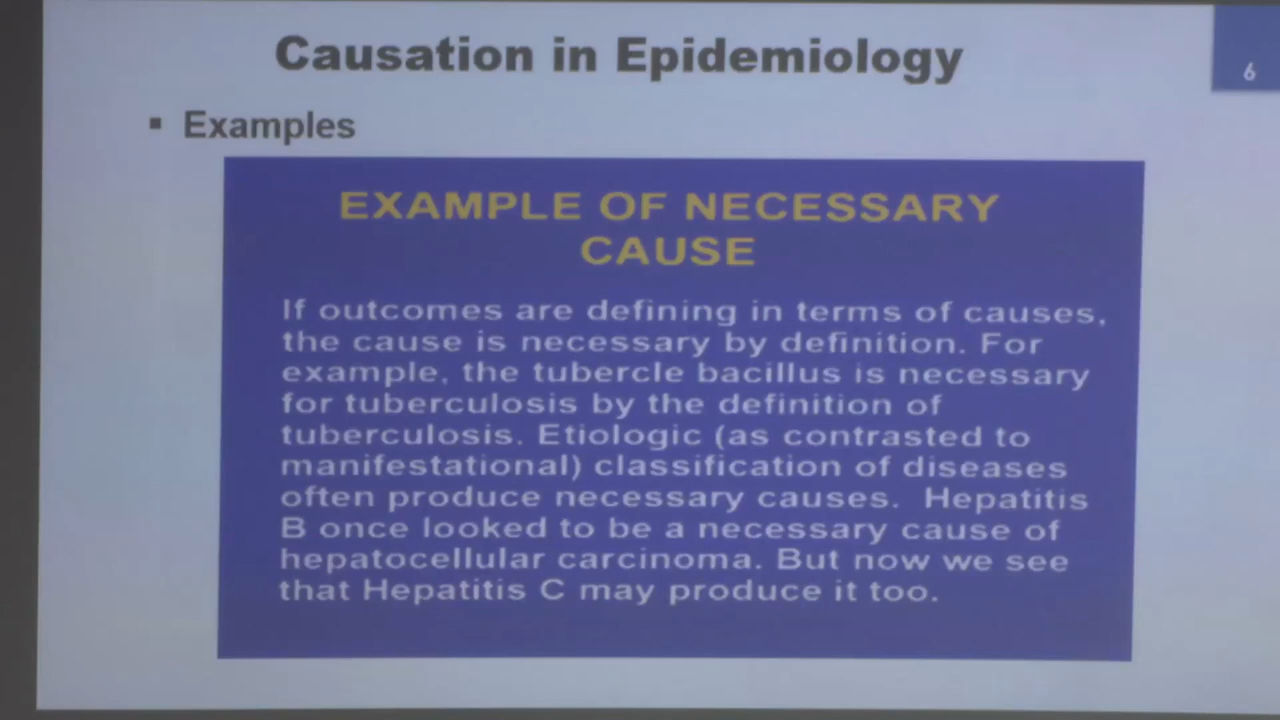 Causation in Epidemiology
6
▪ Examples
EXAMPLE OF NECESSARY
CAUSE
If outcomes are defining in terms of causes,
the cause is necessary by definition. For
example, the tubercle bacillus is necessary
for tuberculosis by the definition of
tuberculosis. Etiologic (as contrasted to
manifestational) classification of diseases
often produce necessary causes. Hepatitis
B once looked to be a necessary cause of
hepatocellular carcinoma. But now we see
that Hepatitis C may produce it too.